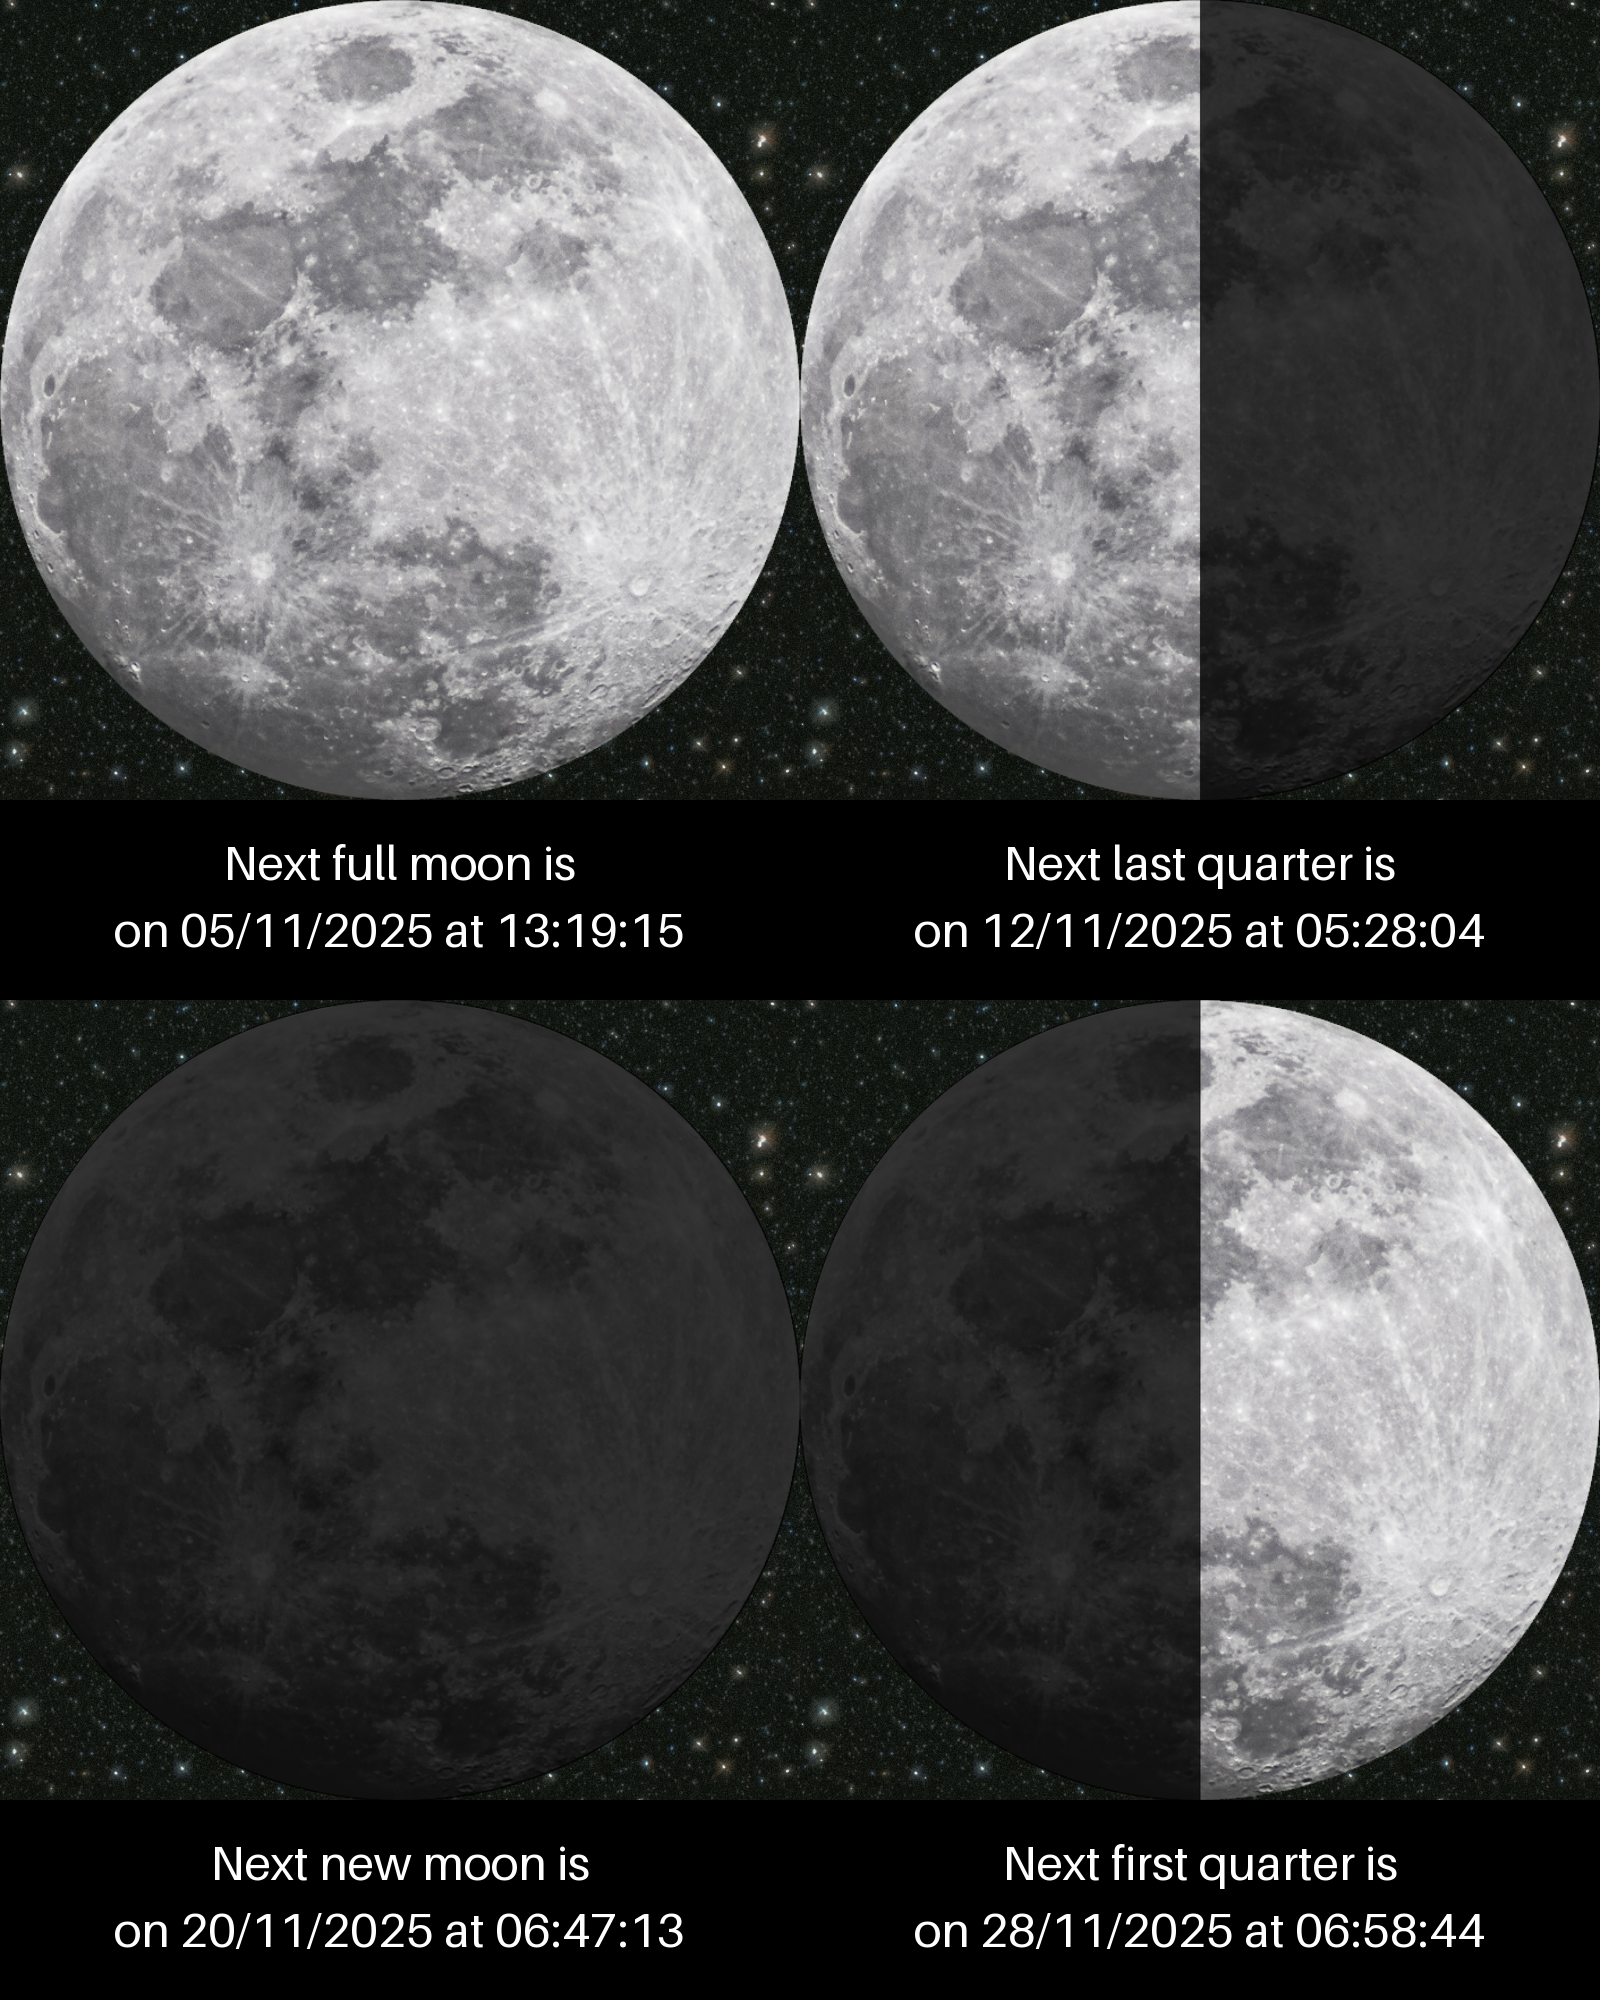 Next full moon is
on 05/11/2025 at 13:19:15
Next last quarter is
on 12/11/2025 at 05:28:04
Next new moon is
on 20/11/2025 at 06:47:13
Next first quarter is
on 28/11/2025 at 06:58:44